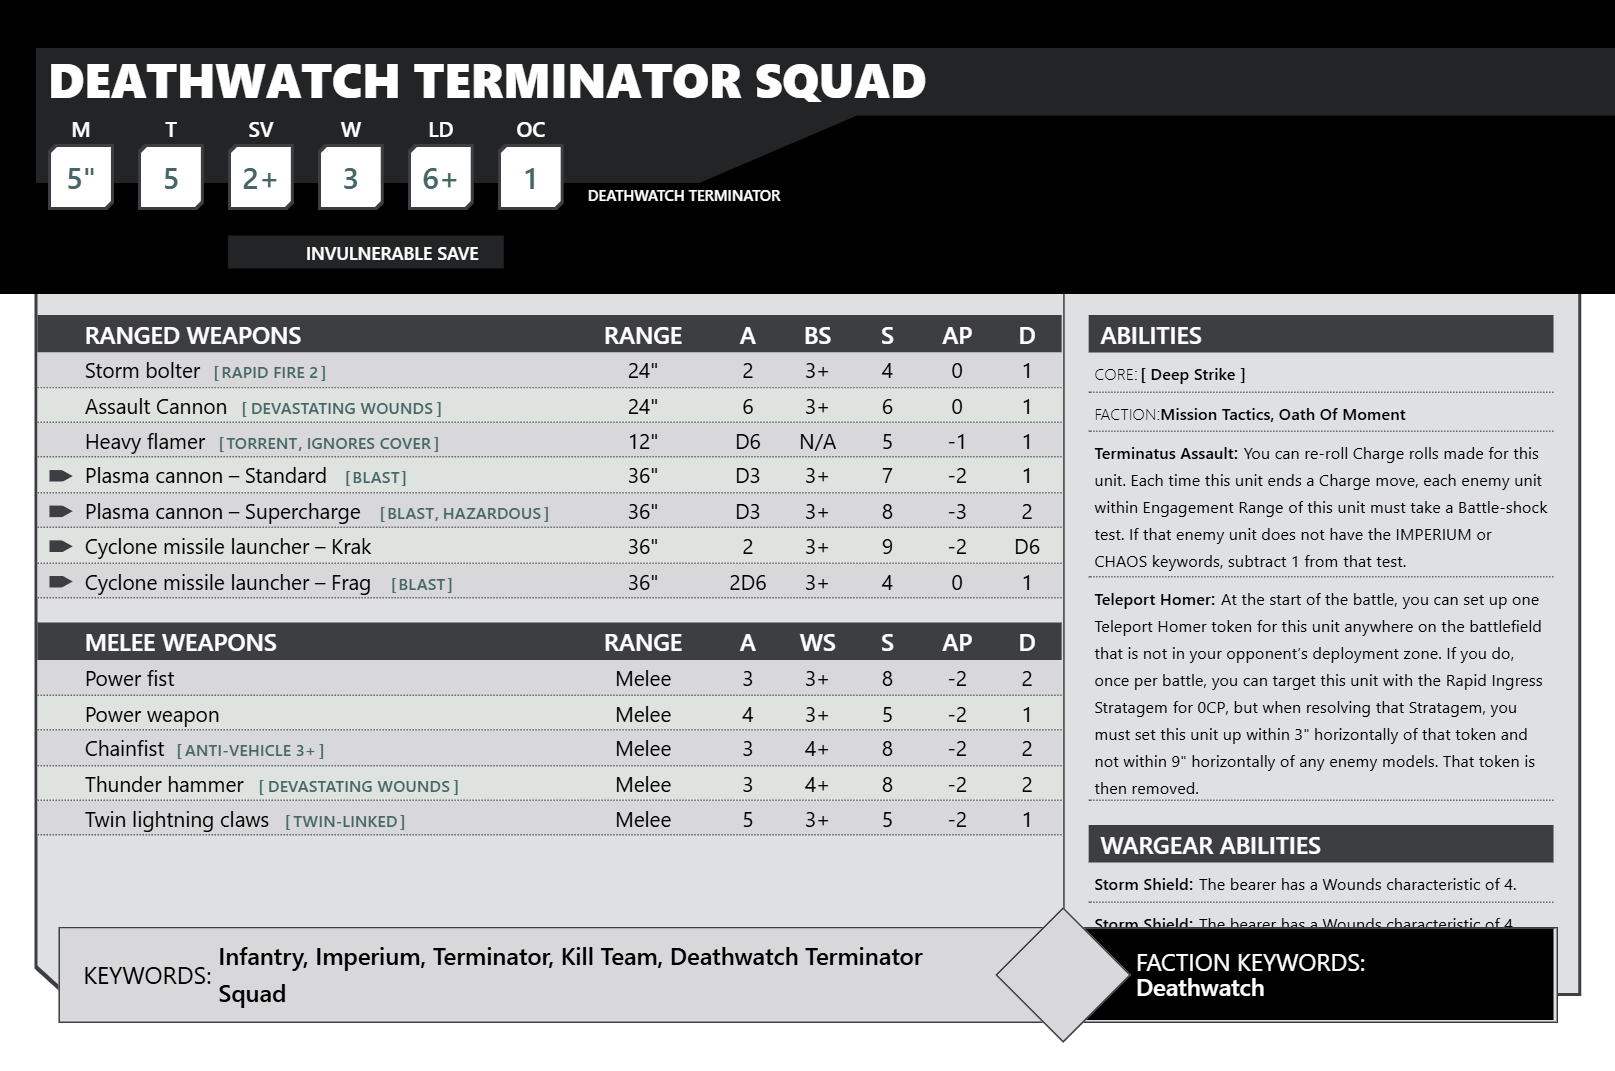 DEATHWATCH TERMINATOR SQUAD
M T SV W LD OC
5" 5 2+ 3 6+ 1
DEATHWATCH TERMINATOR
INVULNERABLE SAVE
RANGED WEAPONS RANGE A BS S AP D
Storm bolter [RAPID FIRE 2] 24" 2 3+ 4 0 1
Assault Cannon [DEVASTATING WOUNDS] 24" 6 3+ 6 0 1
Heavy flamer [TORRENT, IGNORES COVER] 12" D6 N/A 5 -1 1
Plasma cannon – Standard [BLAST] 36" D3 3+ 7 -2 1
Plasma cannon – Supercharge [BLAST, HAZARDOUS] 36" D3 3+ 8 -3 2
Cyclone missile launcher – Krak 36" 2 3+ 9 -2 D6
Cyclone missile launcher – Frag [BLAST] 36" 2D6 3+ 4 0 1
MELEE WEAPONS RANGE A WS S AP D
Power fist Melee 3 3+ 8 -2 2
Power weapon Melee 4 3+ 5 -2 1
Chainfist [ANTI-VEHICLE 3+] Melee 3 4+ 8 -2 2
Thunder hammer [DEVASTATING WOUNDS] Melee 3 4+ 8 -2 2
Twin lightning claws [TWIN-LINKED] Melee 5 3+ 5 -2 1
ABILITIES
CORE: [ Deep Strike ]
FACTION:Mission Tactics, Oath Of Moment
Terminatus Assault: You can re-roll Charge rolls made for this
unit. Each time this unit ends a Charge move, each enemy unit
within Engagement Range of this unit must take a Battle-shock
test. If that enemy unit does not have the IMPERIUM or
CHAOS keywords, subtract 1 from that test.
Teleport Homer: At the start of the battle, you can set up one
Teleport Homer token for this unit anywhere on the battlefield
that is not in your opponent's deployment zone. If you do,
once per battle, you can target this unit with the Rapid Ingress
Stratagem for 0CP, but when resolving that Stratagem, you
must set this unit up within 3" horizontally of that token and
not within 9" horizontally of any enemy models. That token is
then removed.
WARGEAR ABILITIES
Storm Shield: The bearer has a Wounds characteristic of 4.
Storm Shield: The bearer has a Wounds characteristic of 4.
KEYWORDS: Infantry, Imperium, Terminator, Kill Team, Deathwatch Terminator
Squad
FACTION KEYWORDS:
Deathwatch